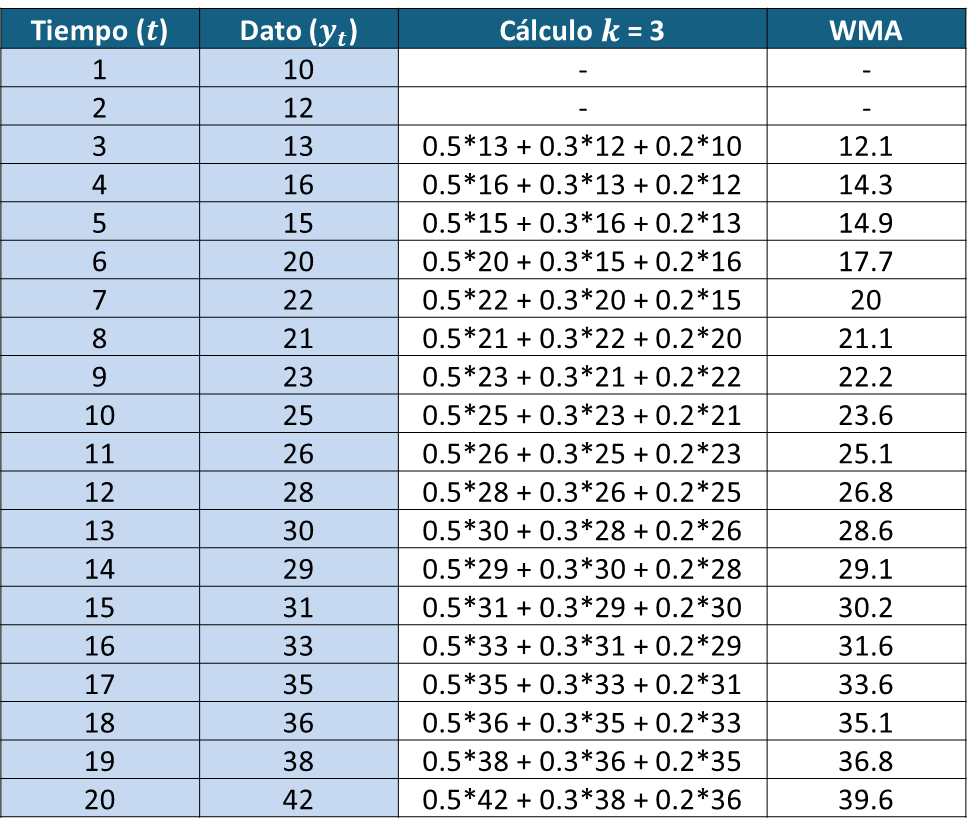 Tiempo (t) Dato (yₜ) Cálculo k = 3 WMA
1 10 - -
2 12 - -
3 13 0.5*13 + 0.3*12 + 0.2*10 12.1
4 16 0.5*16 + 0.3*13 + 0.2*12 14.3
5 15 0.5*15 + 0.3*16 + 0.2*13 14.9
6 20 0.5*20 + 0.3*15 + 0.2*16 17.7
7 22 0.5*22 + 0.3*20 + 0.2*15 20
8 21 0.5*21 + 0.3*22 + 0.2*20 21.1
9 23 0.5*23 + 0.3*21 + 0.2*22 22.2
10 25 0.5*25 + 0.3*23 + 0.2*21 23.6
11 26 0.5*26 + 0.3*25 + 0.2*23 25.1
12 28 0.5*28 + 0.3*26 + 0.2*25 26.8
13 30 0.5*30 + 0.3*28 + 0.2*26 28.6
14 29 0.5*29 + 0.3*30 + 0.2*28 29.1
15 31 0.5*31 + 0.3*29 + 0.2*30 30.2
16 33 0.5*33 + 0.3*31 + 0.2*29 31.6
17 35 0.5*35 + 0.3*33 + 0.2*31 33.6
18 36 0.5*36 + 0.3*35 + 0.2*33 35.1
19 38 0.5*38 + 0.3*36 + 0.2*35 36.8
20 42 0.5*42 + 0.3*38 + 0.2*36 39.6